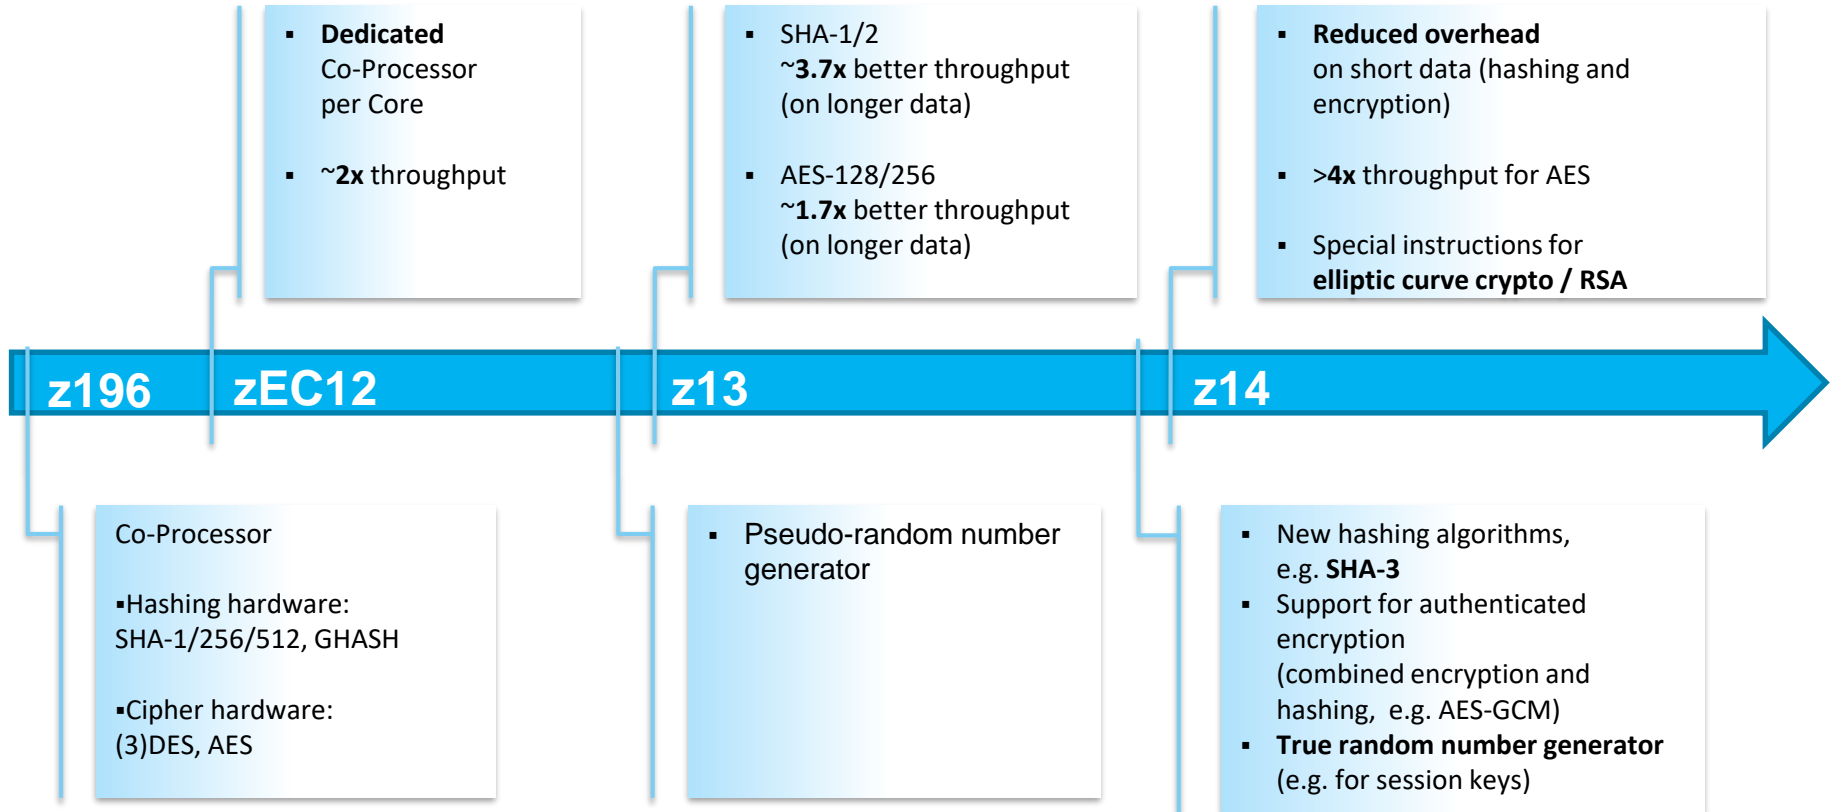 ▪ Dedicated
Co-Processor
per Core
▪ ~2x throughput
▪ SHA-1/2
~3.7x better throughput
(on longer data)
▪ AES-128/256
~1.7x better throughput
(on longer data)
▪ Reduced overhead
on short data (hashing and
encryption)
▪ >4x throughput for AES
▪ Special instructions for
elliptic curve crypto / RSA
z196
zEC12
z13
z14
Co-Processor
▪Hashing hardware:
SHA-1/256/512, GHASH
▪Cipher hardware:
(3)DES, AES
▪ Pseudo-random number
generator
▪ New hashing algorithms,
e.g. SHA-3
▪ Support for authenticated
encryption
(combined encryption and
hashing, e.g. AES-GCM)
▪ True random number generator
(e.g. for session keys)